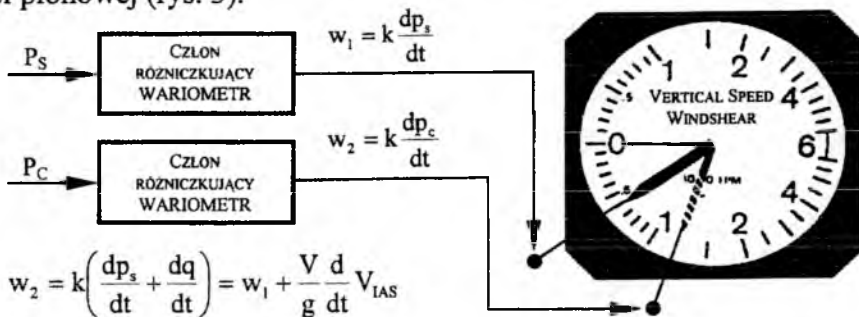 ci pionowej (rys. 3).
P_S
CZŁON
RÓŻNICZKUJĄCY
WARIOMETR
w_1 = k dp_s/dt
P_C
CZŁON
RÓŻNICZKUJĄCY
WARIOMETR
w_2 = k dp_c/dt
w_2 = k(dp_s/dt + dq/dt) = w_1 + V/g d/dt V_IAS
1 2 4 6 4 2 1 .5 0 .5
VERTICAL SPEED
WINDSHEAR
FPM